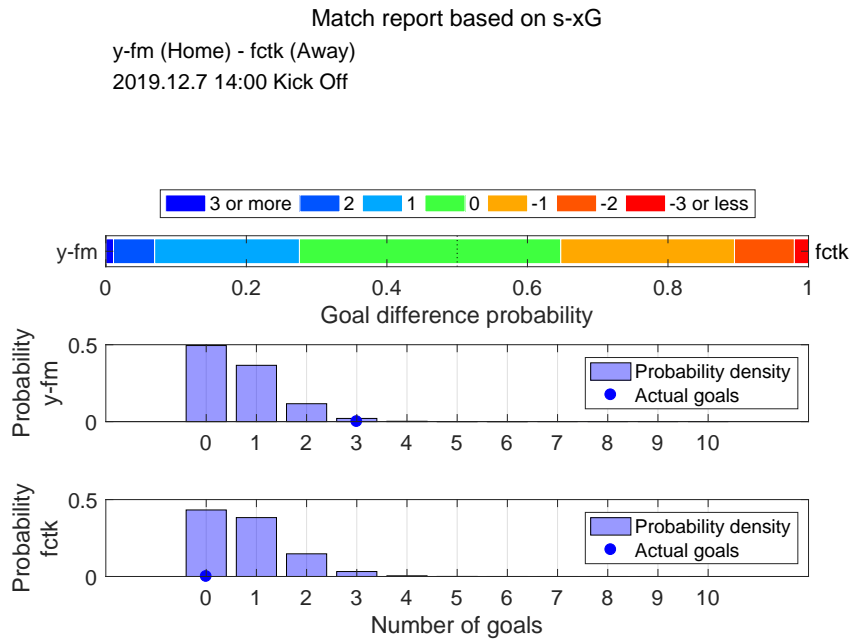 Match report based on s-xG
y-fm (Home) - fctk (Away)
2019.12.7 14:00 Kick Off
3 or more 2 1 0 -1 -2 -3 or less
y-fm fctk
0 0.2 0.4 0.6 0.8 1
Goal difference probability
Probability
y-fm
0.5
0
Probability density
Actual goals
0 1 2 3 4 5 6 7 8 9 10
Probability
fctk
0.5
0
Probability density
Actual goals
0 1 2 3 4 5 6 7 8 9 10
Number of goals